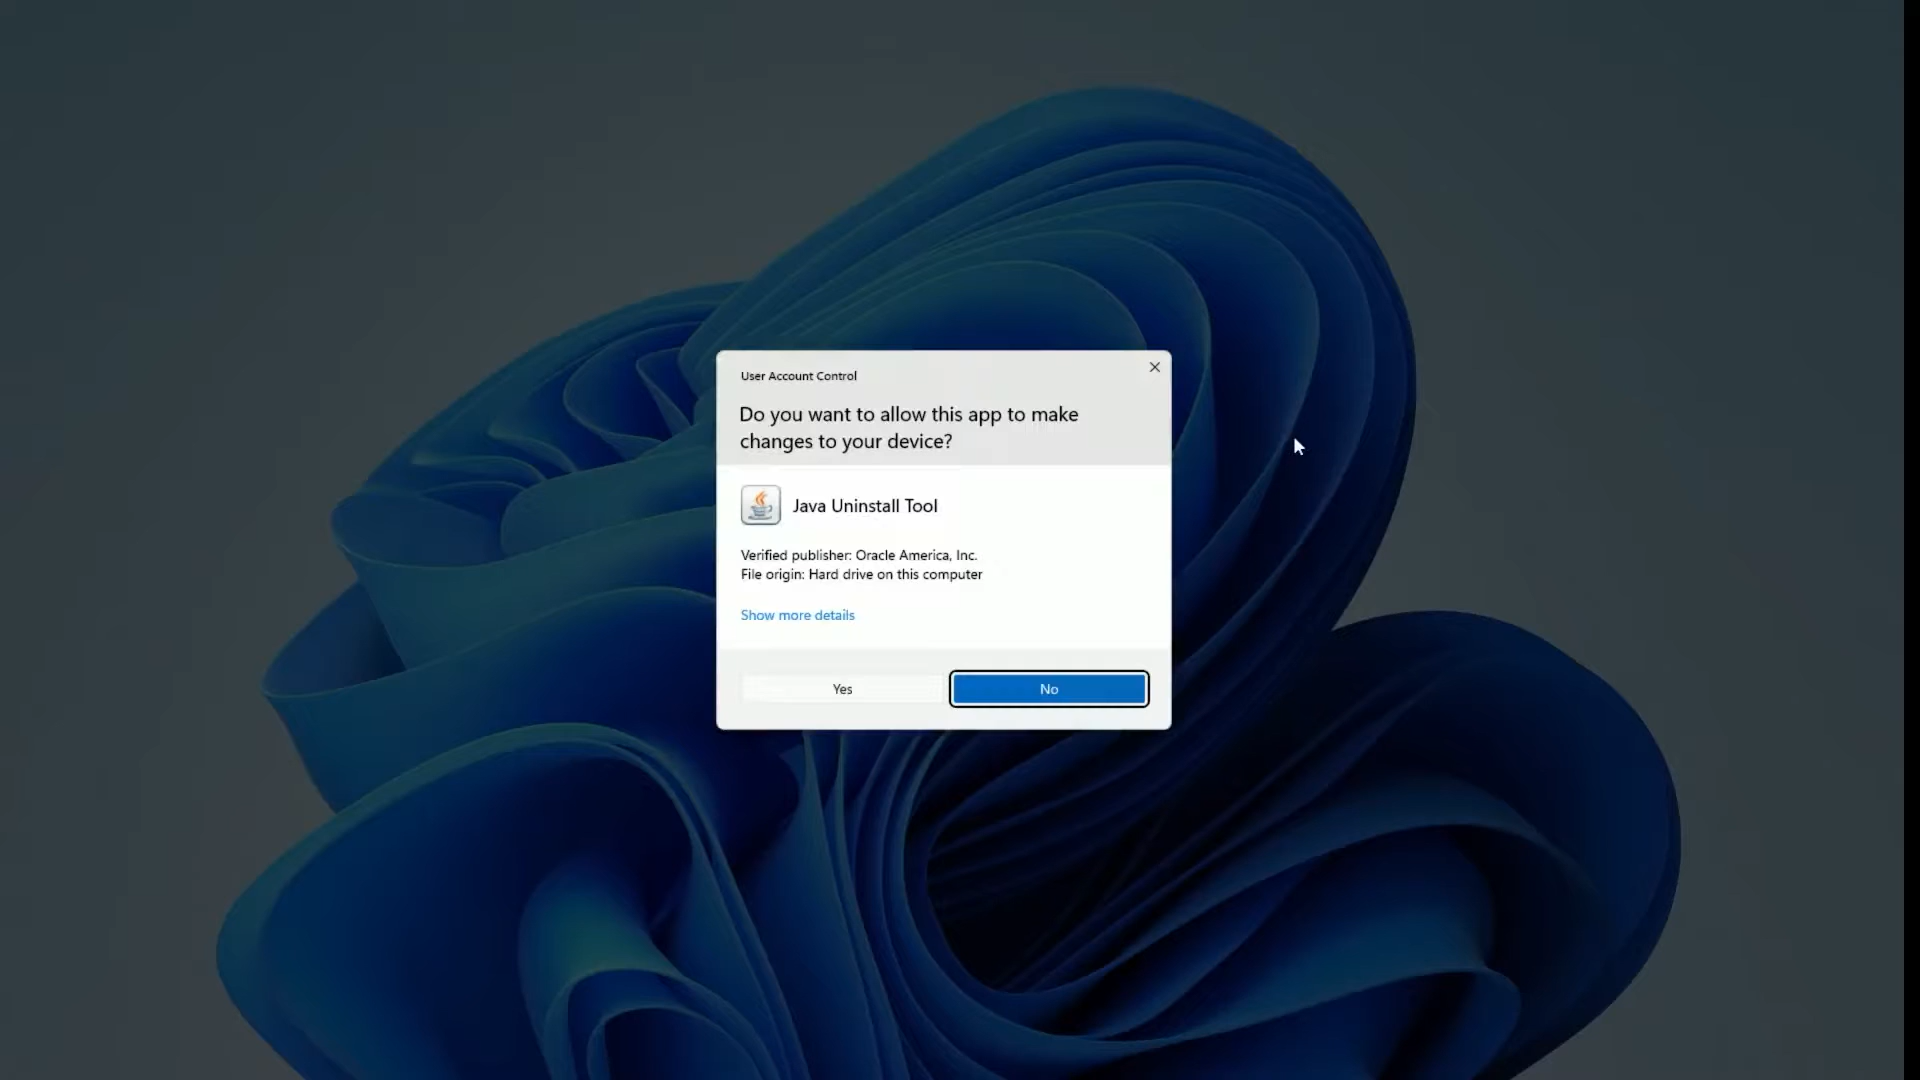 User Account Control
Do you want to allow this app to make
changes to your device?
Java Uninstall Tool
Verified publisher: Oracle America, Inc.
File origin: Hard drive on this computer
Show more details
Yes
No